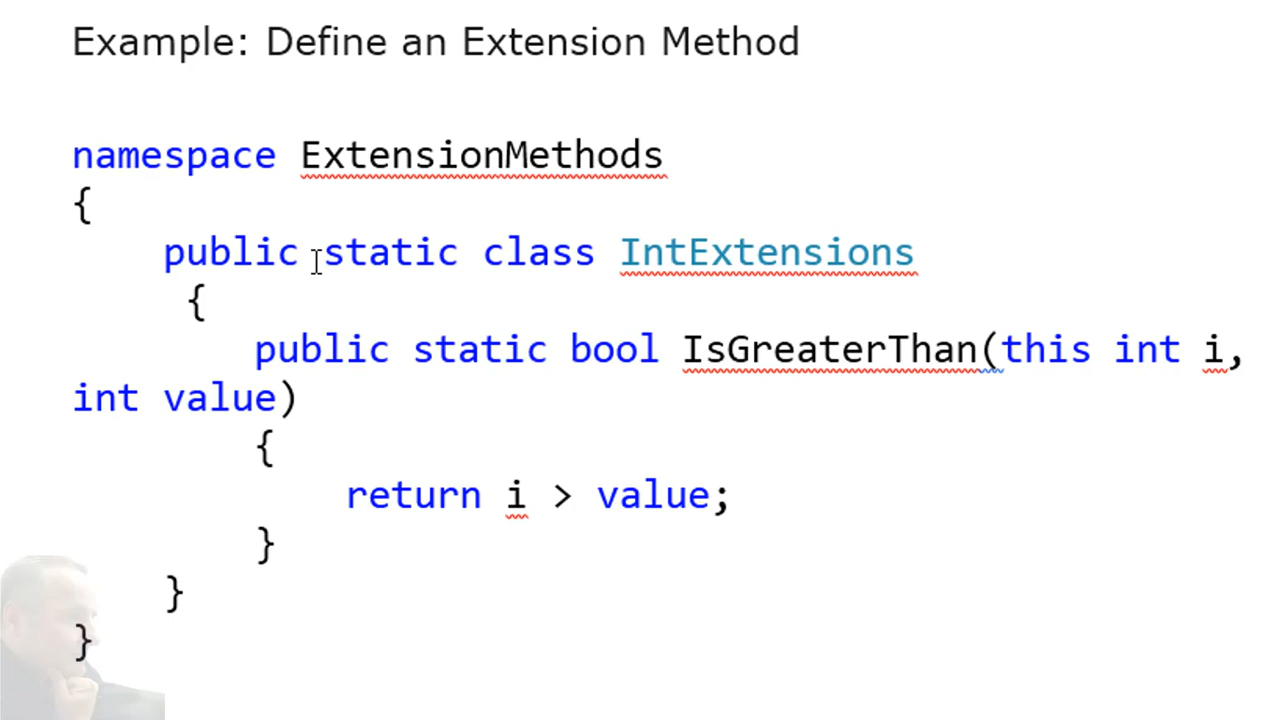 Example: Define an Extension Method
namespace ExtensionMethods
{
public static class IntExtensions
{
public static bool IsGreaterThan(this int i,
int value)
{
return i > value;
}
}
}